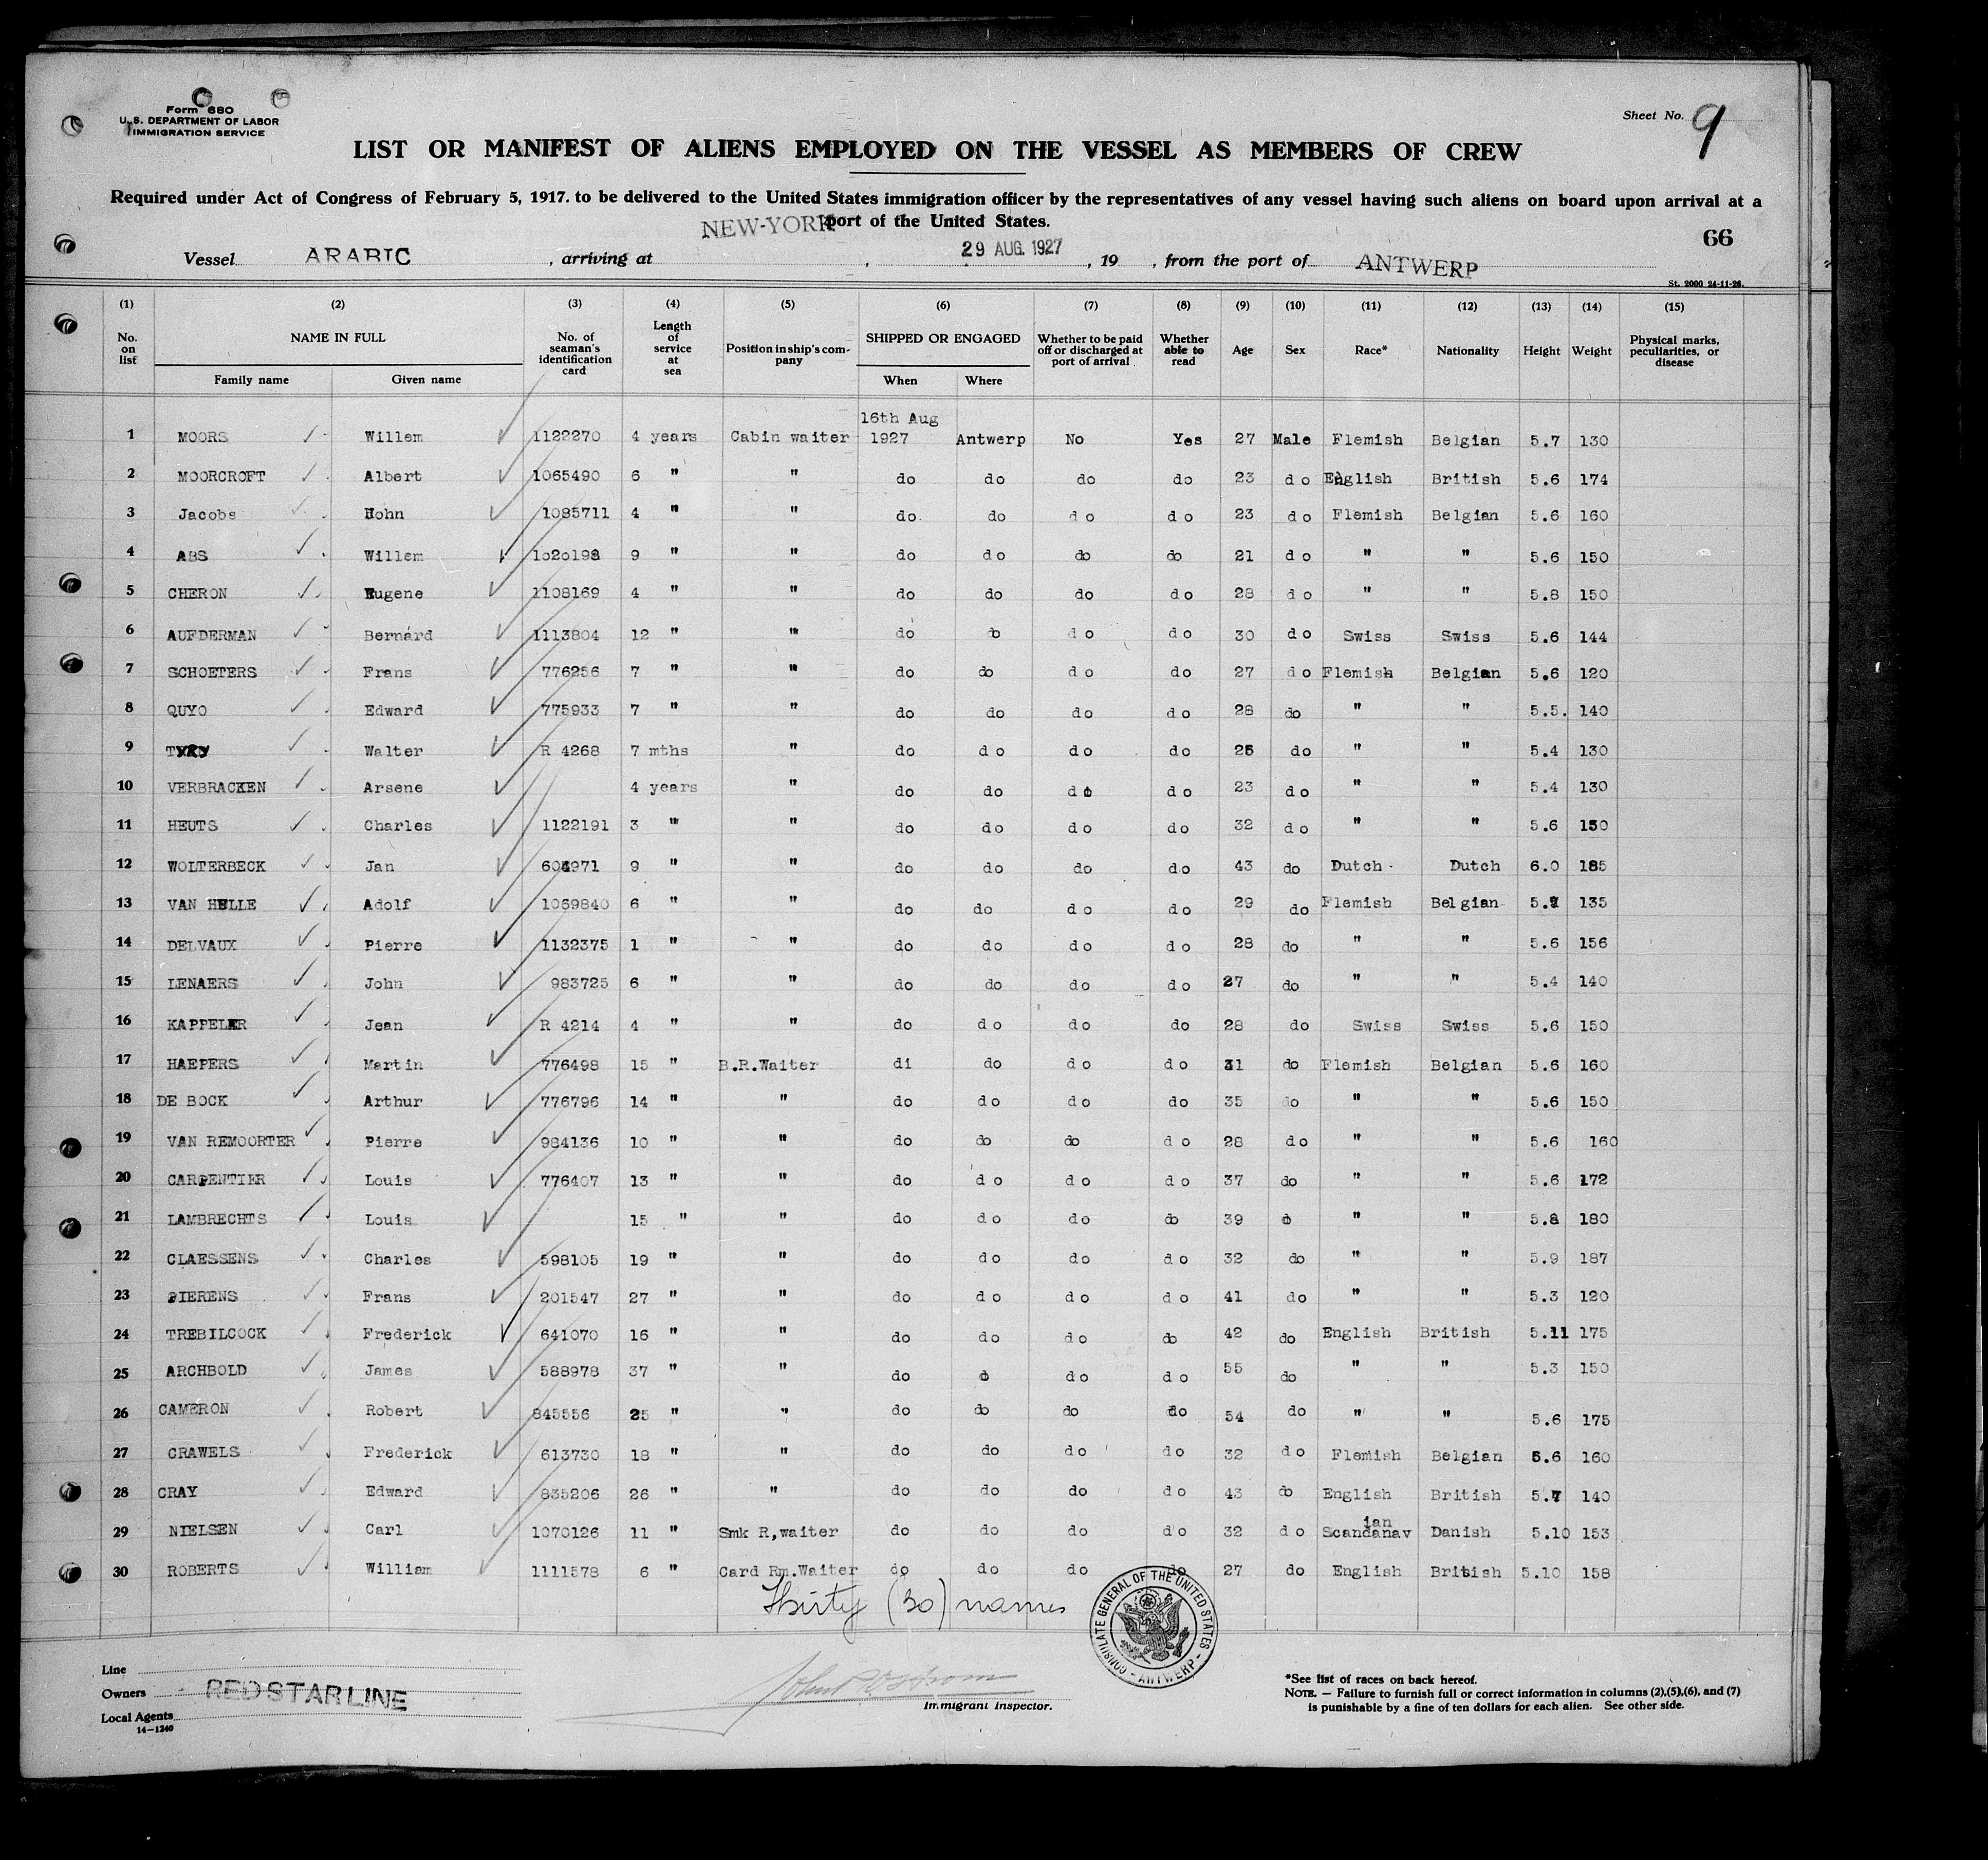 Form 680
U.S. DEPARTMENT OF LABOR
IMMIGRATION SERVICE
Sheet No. 9
LIST OR MANIFEST OF ALIENS EMPLOYED ON THE VESSEL AS MEMBERS OF CREW
Required under Act of Congress of February 5, 1917. to be delivered to the United States immigration officer by the representatives of any vessel having such aliens on board upon arrival at a
port of the United States.
66
Vessel ARABIC , arriving at NEW-YORK , 29 AUG. 1927 , 19 , from the port of ANTWERP
St. 2000 24-11-26.
(1) (2) (3) (4) (5) (6) (7) (8) (9) (10) (11) (12) (13) (14) (15)
No. on list NAME IN FULL Family name Given name No. of seaman's identification card Length of service at sea Position in ship's company SHIPPED OR ENGAGED When Where Whether to be paid off or discharged at port of arrival Whether able to read Age Sex Race* Nationality Height Weight Physical marks, peculiarities, or disease
1 MOORS Willem 1122270 4 years Cabin waiter 16th Aug 1927 Antwerp No Yes 27 Male Flemish Belgian 5.7 130
2 MOORCROFT Albert 1065490 6 " " do do do do 23 do English British 5.6 174
3 Jacobs Hohn 1085711 4 " " do do do do 23 do Flemish Belgian 5.6 160
4 ABS Willem 1020198 9 " " do do do do 21 do " " 5.6 150
5 CHERON Eugene 1108169 4 " " do do do do 28 do " " 5.8 150
6 AUFDERMAN Bernard 1113804 12 " " do do do do 30 do Swiss Swiss 5.6 144
7 SCHOETERS Frans 776256 7 " " do do do do 27 do Flemish Belgian 5.6 120
8 QUYO Edward 775933 7 " " do do do do 28 do " " 5.5. 140
9 Walter R 4268 7 mths " do do do do 26 do " " 5.4 130
10 VERBRACKEN Arsene 4 years " do do do do 23 do " " 5.4 130
11 HEUTS Charles 1122191 3 " " do do do do 32 do " " 5.6 150
12 WOLTERBECK Jan 604971 9 " " do do do do 43 do Dutch Dutch 6.0 185
13 VAN HELLE Adolf 1069840 6 " " do do do do 29 do Flemish Belgian 135
14 DELVAUX Pierre 1132375 1 " " do do do do 28 do " " 5.6 156
15 LENAERS John 983725 6 " " do do do do 27 do " " 5.4 140
16 KAPPELER Jean R 4214 4 " " do do do do 28 do Swiss Swiss 5.6 150
17 HAEPERS Martin 776498 15 " B.R.Waiter di do do do 31 do Flemish Belgian 5.6 160
18 DE BOCK Arthur 776796 14 " " do do do do 35 do " " 5.6 150
19 VAN REMOORTER Pierre 984136 10 " " do do do do 28 do " " 5.6 160
20 CARPENTIER Louis 776407 13 " " do do do do 37 do " " 5.6 172
21 LAMBRECHTS Louis 15 " " do do do do 39 do " " 5.8 180
22 CLAESSENS Charles 598105 19 " " do do do do 32 do " " 5.9 187
23 PIERENS Frans 201547 27 " " do do do do 41 do " " 5.3 120
24 TREBILCOCK Frederick 641070 16 " " do do do do 42 do English British 5.11 175
25 ARCHBOLD James 588978 37 " " do do do do 55 do " " 5.3 150
26 CAMERON Robert 845556 25 " " do do do do 54 do " " 5.6 175
27 CRAWELS Frederick 613730 18 " " do do do do 32 do Flemish Belgian 5.6 160
28 CRAY Edward 835206 26 " " do do do do 43 do English British 5.7 140
29 NIELSEN Carl 1070126 11 " Smk R,waiter do do do do 32 do Scandanavian Danish 5.10 153
30 ROBERTS William 1111578 6 " Card Rm.Waiter do do do do 27 do English British 5.10 158
Thirty (30) names
CONSULATE GENERAL OF THE UNITED STATES - ANTWERP -
Line
Owners RED STAR LINE
Local Agents
14-1240
Immigrant Inspector.
*See list of races on back hereof.
NOTE. — Failure to furnish full or correct information in columns (2),(5),(6), and (7)
is punishable by a fine of ten dollars for each alien. See other side.